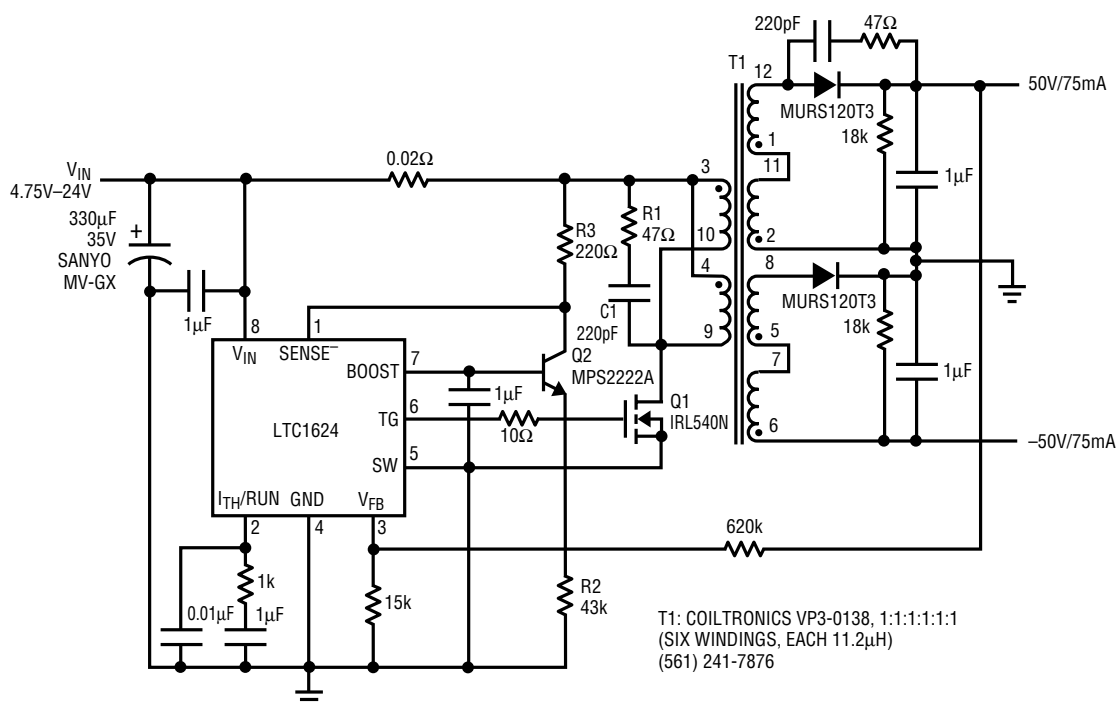 220pF
47Ω
T1
12
50V/75mA
MURS120T3
18k
1
11
1µF
2
V_IN
4.75V–24V
0.02Ω
3
330µF
35V
SANYO
MV-GX
+
R3
220Ω
R1
47Ω
10
4
8
MURS120T3
C1
220pF
9
5
18k
1µF
7
6
–50V/75mA
1µF
8
1
V_IN
SENSE⁻
BOOST
7
Q2
MPS2222A
1µF
TG
6
10Ω
Q1
IRL540N
LTC1624
SW
5
I_TH/RUN
GND
V_FB
2
4
3
620k
1k
0.01µF
1µF
15k
R2
43k
T1: COILTRONICS VP3-0138, 1:1:1:1:1:1
(SIX WINDINGS, EACH 11.2µH)
(561) 241-7876